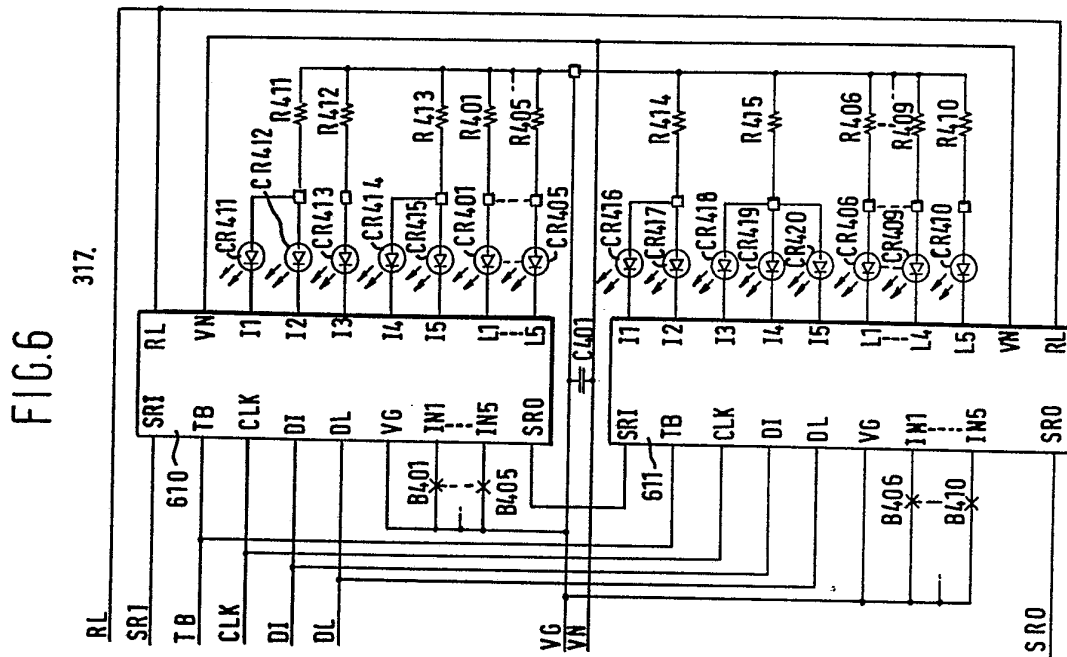 FIG.6
317.
RL
SRI
TB
CLK
DI
DL
VG
VN
SRO
610
SRI
TB
CLK
DI
DL
VG
IN1
IN5
SRO
RL
VN
I1
I2
I3
I4
I5
L1
L5
B401
B405
CR411
CR412
CR413
CR414
CR415
CR401
CR405
R411
R412
R413
R401
R405
C401
611
SRI
TB
CLK
DI
DL
VG
IN1
IN5
SRO
I1
I2
I3
I4
I5
L1
L4
L5
VN
RL
B406
B410
CR416
CR417
CR418
CR419
CR420
CR406
CR409
CR410
R414
R415
R406
R409
R410